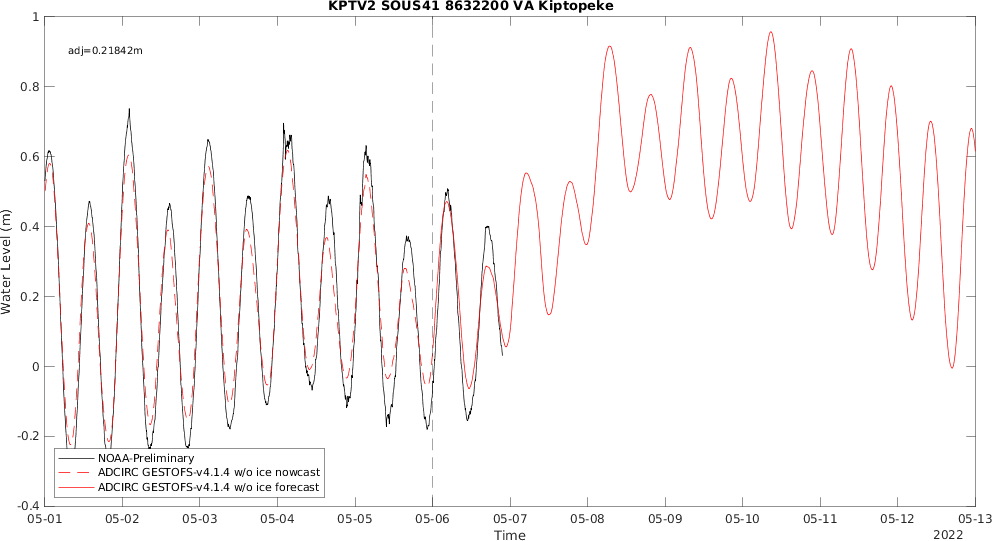 KPTV2 SOUS41 8632200 VA Kiptopeke
adj=0.21842m
Water Level (m)
1
0.8
0.6
0.4
0.2
0
-0.2
-0.4
NOAA-Preliminary
ADCIRC GESTOFS-v4.1.4 w/o ice nowcast
ADCIRC GESTOFS-v4.1.4 w/o ice forecast
05-01 05-02 05-03 05-04 05-05 05-06 05-07 05-08 05-09 05-10 05-11 05-12 05-13
Time
2022